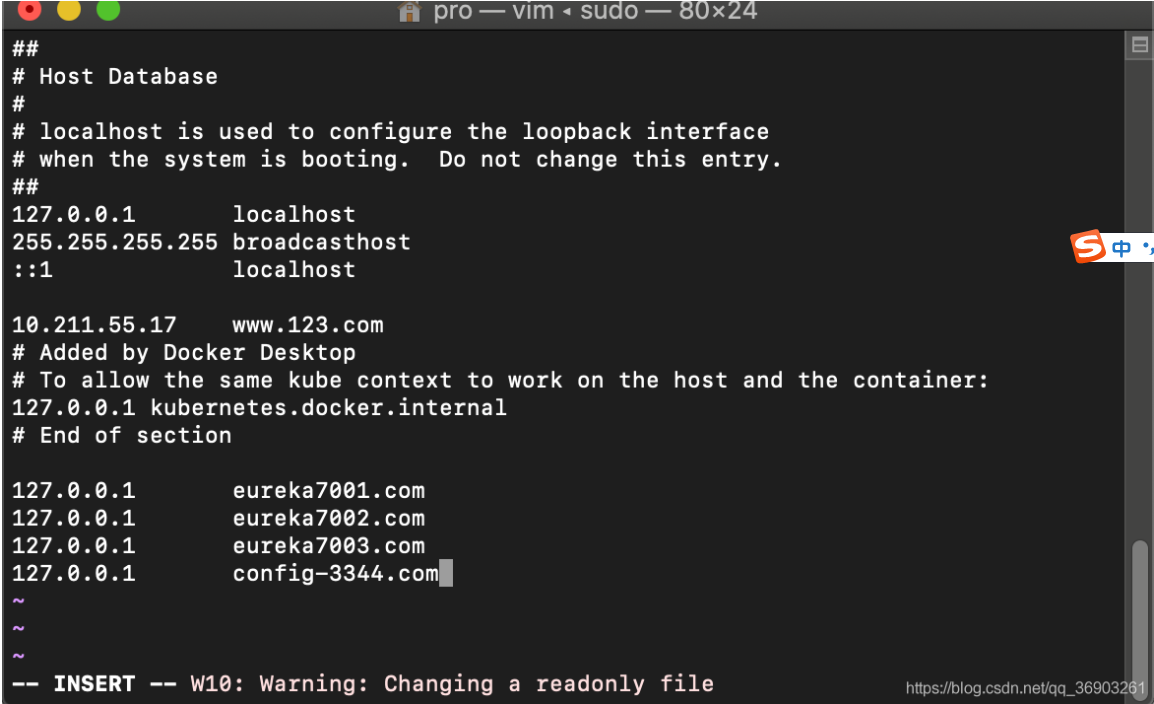 pro — vim ◂ sudo — 80×24
##
# Host Database
#
# localhost is used to configure the loopback interface
# when the system is booting.  Do not change this entry.
##
127.0.0.1       localhost
255.255.255.255 broadcasthost
::1             localhost
10.211.55.17    www.123.com
# Added by Docker Desktop
# To allow the same kube context to work on the host and the container:
127.0.0.1 kubernetes.docker.internal
# End of section
127.0.0.1       eureka7001.com
127.0.0.1       eureka7002.com
127.0.0.1       eureka7003.com
127.0.0.1       config-3344.com
~
~
~
-- INSERT -- W10: Warning: Changing a readonly file
S中
https://blog.csdn.net/qq_36903261